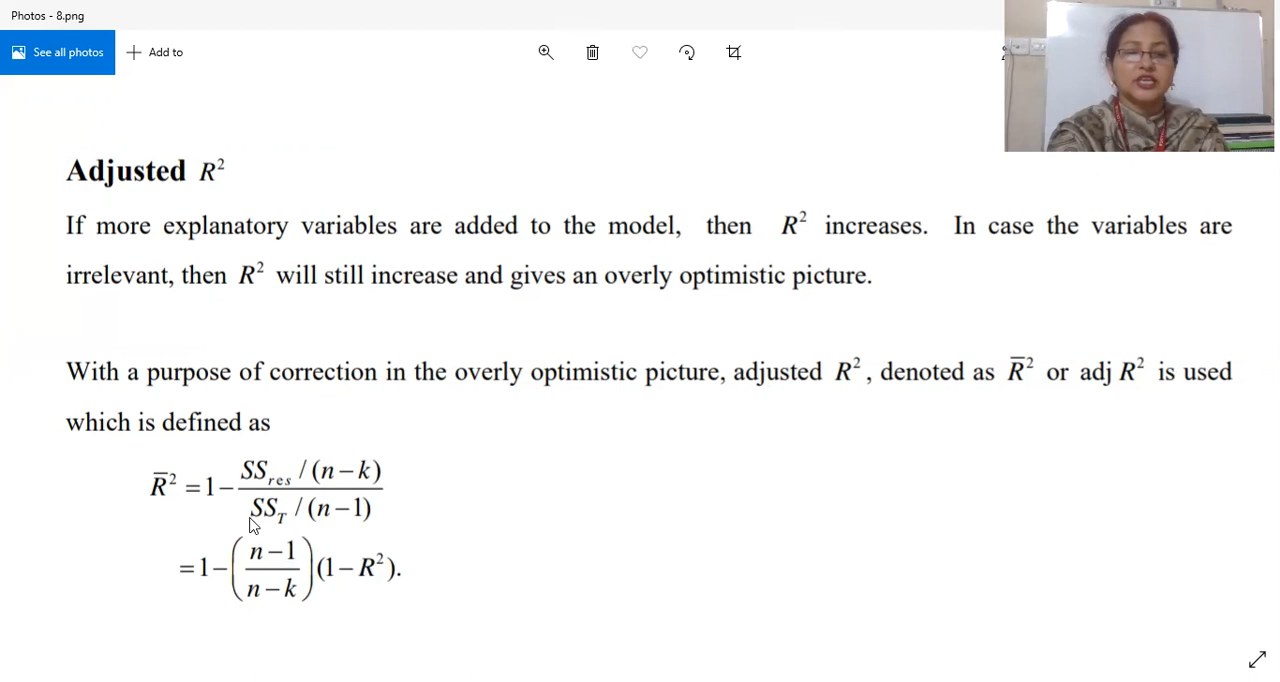 Photos - 8.png
See all photos
Add to
Adjusted R²
If more explanatory variables are added to the model, then R² increases. In case the variables are
irrelevant, then R² will still increase and gives an overly optimistic picture.
With a purpose of correction in the overly optimistic picture, adjusted R², denoted as R̅² or adj R² is used
which is defined as
R̅² = 1 − (SS_res / (n − k)) / (SS_T / (n − 1))
= 1 − ((n − 1) / (n − k)) (1 − R²).